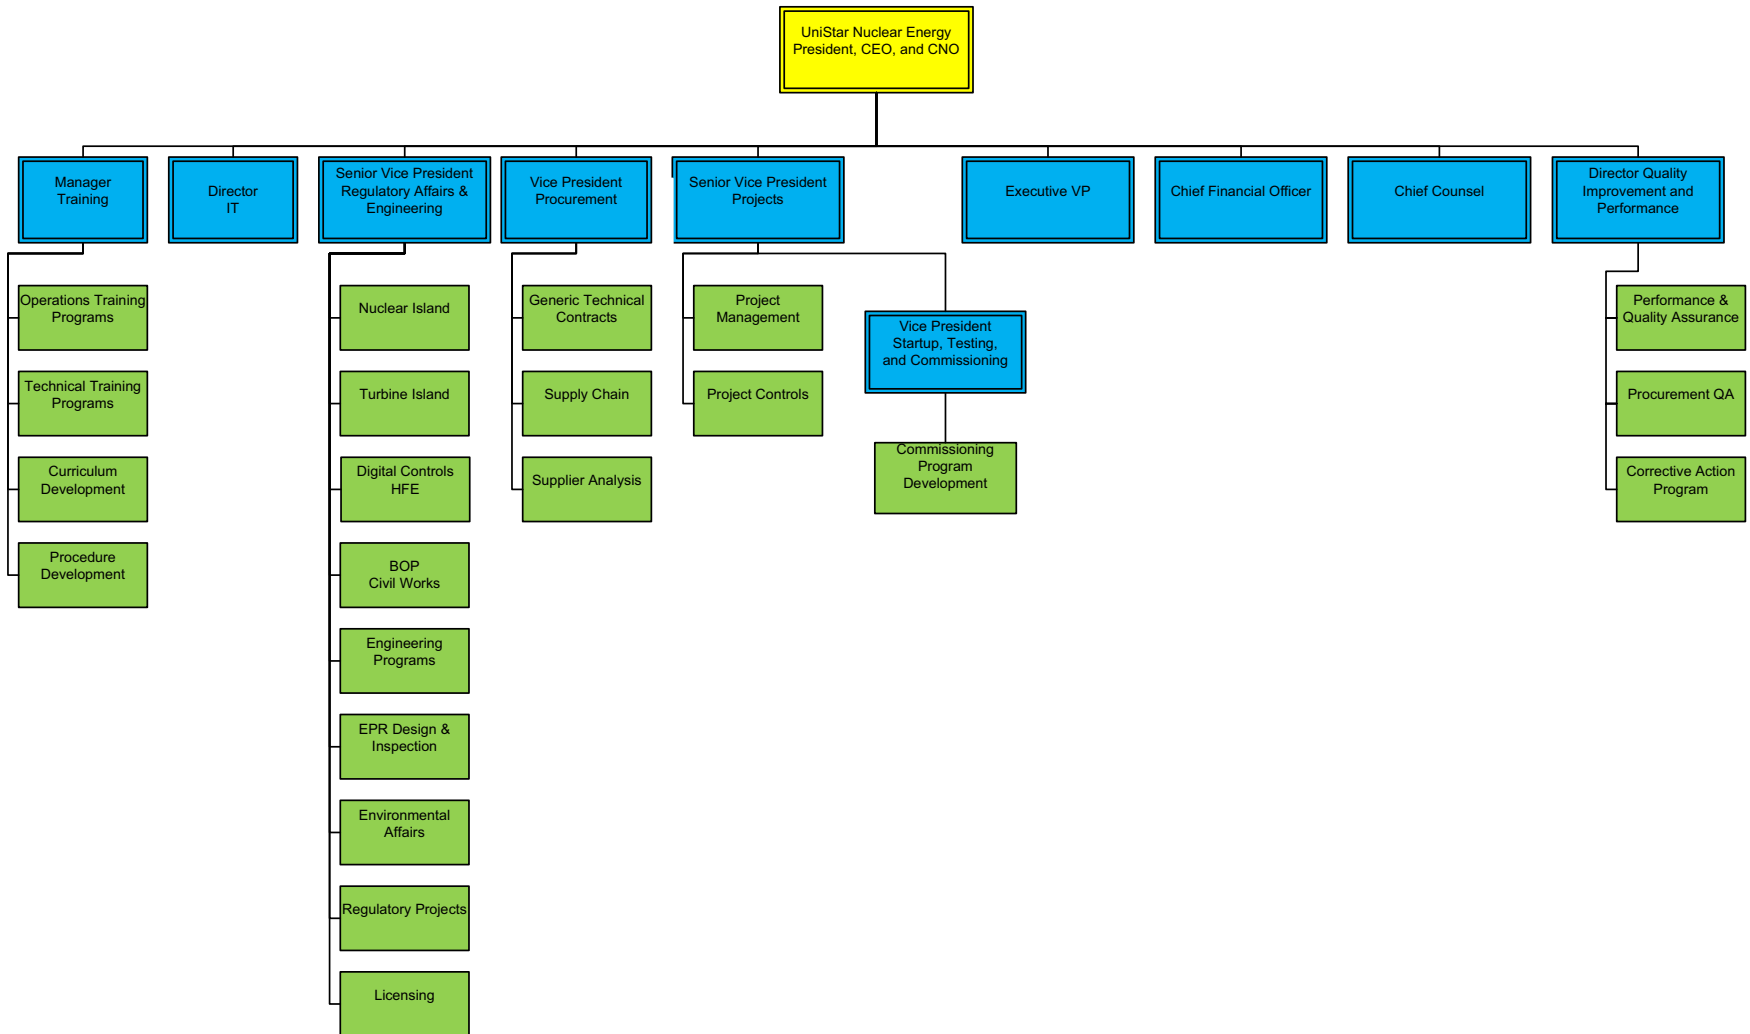 UniStar Nuclear Energy
President, CEO, and CNO
Manager
Training
Director
IT
Senior Vice President
Regulatory Affairs &
Engineering
Vice President
Procurement
Senior Vice President
Projects
Executive VP
Chief Financial Officer
Chief Counsel
Director Quality
Improvement and
Performance
Operations Training
Programs
Technical Training
Programs
Curriculum
Development
Procedure
Development
Nuclear Island
Turbine Island
Digital Controls
HFE
BOP
Civil Works
Engineering
Programs
EPR Design &
Inspection
Environmental
Affairs
Regulatory Projects
Licensing
Generic Technical
Contracts
Supply Chain
Supplier Analysis
Project
Management
Project Controls
Vice President
Startup, Testing,
and Commissioning
Commissioning
Program
Development
Performance &
Quality Assurance
Procurement QA
Corrective Action
Program